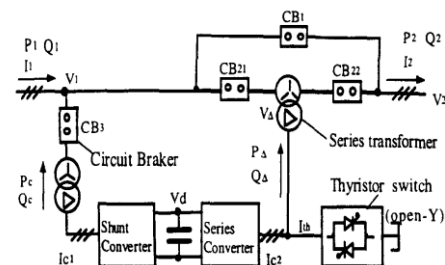 CB1
P1 Q1
I1
V1
CB21
CB22
P2 Q2
I2
V2
VΔ
CB3
Circuit Braker
Series transformer
PΔ
QΔ
Pc
Qc
Vd
Thyristor switch
(open-Y)
Shunt
Converter
Series
Converter
Ith
Ic1
Ic2